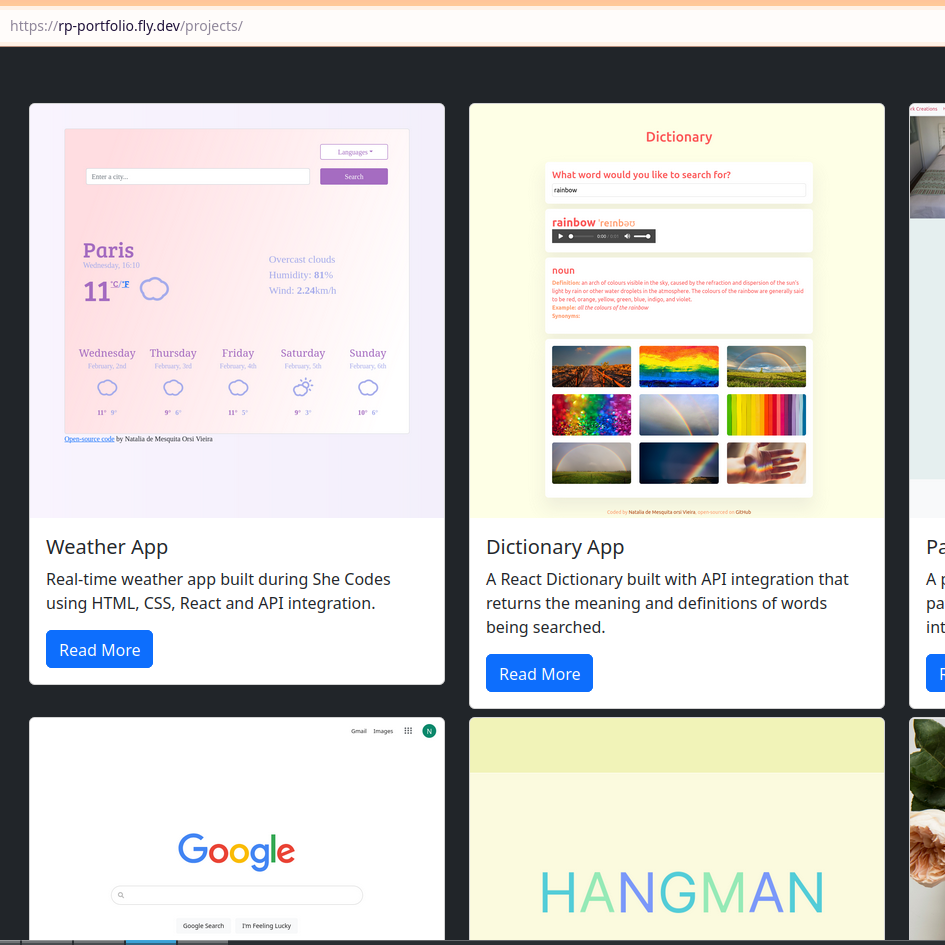 https://rp-portfolio.fly.dev/projects/
Languages
Enter a city...
Search
Paris
Wednesday, 16:10
11 °C/°F
Overcast clouds
Humidity: 81%
Wind: 2.24km/h
Wednesday Thursday Friday Saturday Sunday
February, 2nd February, 3rd February, 4th February, 5th February, 6th
11° 9° 9° 6° 11° 5° 9° 3° 10° 6°
Open-source code by Natalia de Mesquita Orsi Vieira
Weather App
Real-time weather app built during She Codes
using HTML, CSS, React and API integration.
Read More
Dictionary
What word would you like to search for?
rainbow
rainbow 'reɪnbəʊ
noun
Definition: an arch of colours visible in the sky, caused by the refraction and dispersion of the sun's
light by rain or other water droplets in the atmosphere. The colours of the rainbow are generally said
to be red, orange, yellow, green, blue, indigo, and violet.
Example: all the colours of the rainbow
Synonyms:
Coded by Natalia de Mesquita orsi Vieira, open-sourced on GitHub
Dictionary App
A React Dictionary built with API integration that
returns the meaning and definitions of words
being searched.
Read More
rk Creations
Pa
A p
pa
int
R
Gmail Images
N
Google
Google Search I'm Feeling Lucky
HANGMAN